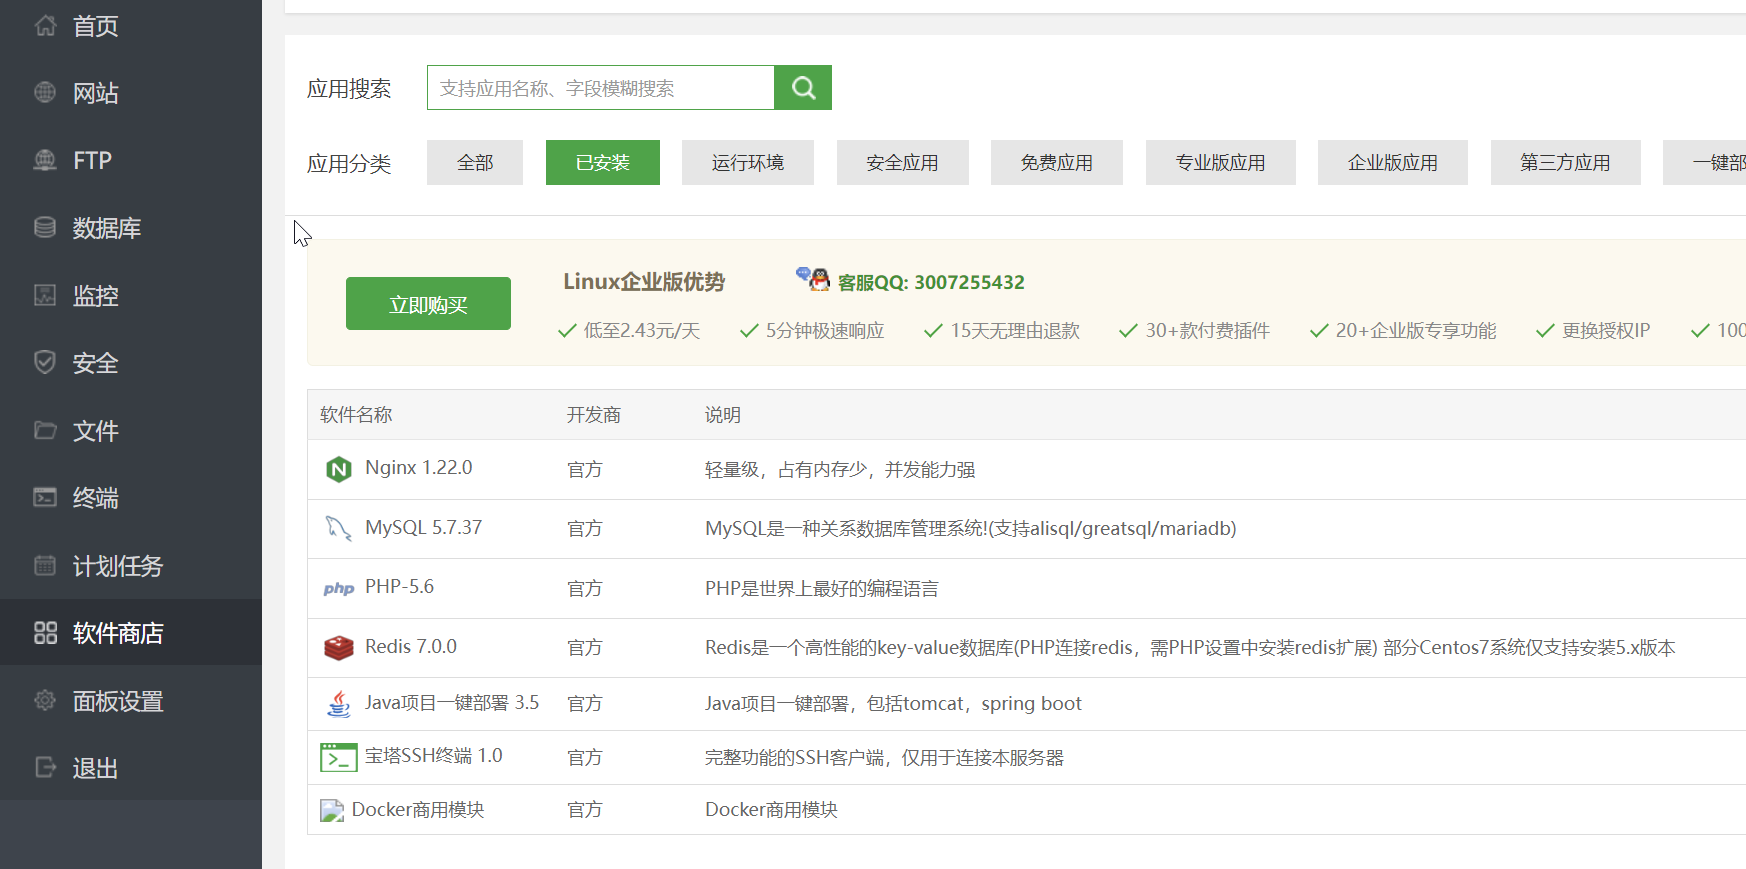 首页
网站
FTP
数据库
监控
安全
文件
终端
计划任务
软件商店
面板设置
退出
应用搜索 支持应用名称、字段模糊搜索
应用分类 全部 已安装 运行环境 安全应用 免费应用 专业版应用 企业版应用 第三方应用 一键部
立即购买
Linux企业版优势 客服QQ: 3007255432
低至2.43元/天 5分钟极速响应 15天无理由退款 30+款付费插件 20+企业版专享功能 更换授权IP 100
软件名称 开发商 说明
Nginx 1.22.0 官方 轻量级，占有内存少，并发能力强
MySQL 5.7.37 官方 MySQL是一种关系数据库管理系统!(支持alisql/greatsql/mariadb)
php PHP-5.6 官方 PHP是世界上最好的编程语言
Redis 7.0.0 官方 Redis是一个高性能的key-value数据库(PHP连接redis，需PHP设置中安装redis扩展) 部分Centos7系统仅支持安装5.x版本
Java项目一键部署 3.5 官方 Java项目一键部署，包括tomcat，spring boot
宝塔SSH终端 1.0 官方 完整功能的SSH客户端，仅用于连接本服务器
Docker商用模块 官方 Docker商用模块